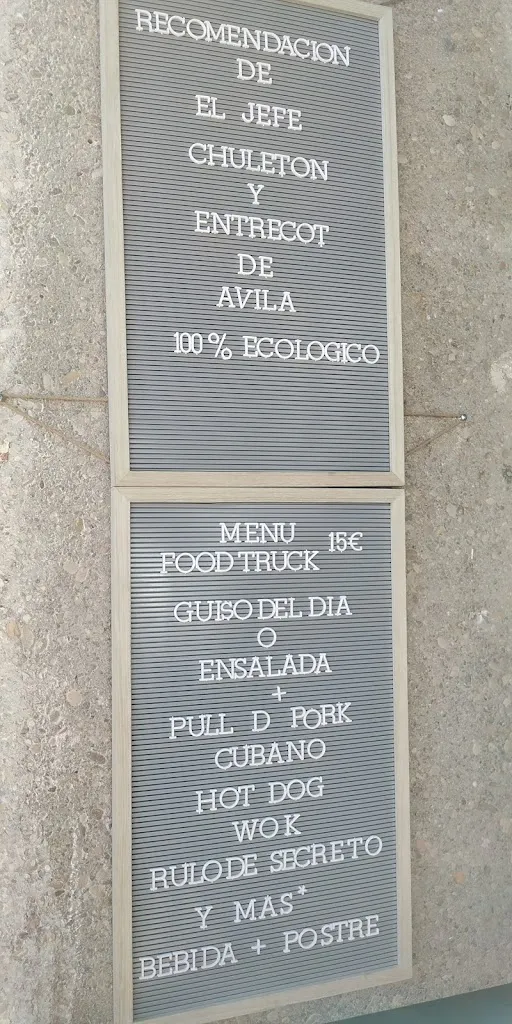 RECOMENDACION
DE
EL JEFE
CHULETON
Y
ENTRECOT
DE
AVILA
100% ECOLOGICO
MENU 15€
FOOD TRUCK
GUISO DEL DIA
O
ENSALADA
+
PULL D PORK
CUBANO
HOT DOG
WOK
RULO DE SECRETO
Y MAS*
BEBIDA + POSTRE